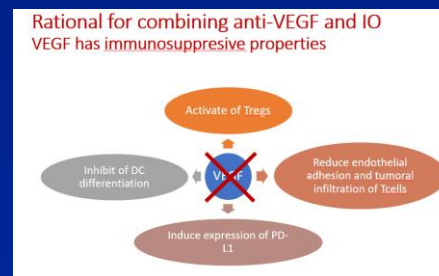 Rational for combining anti-VEGF and IO
VEGF has immunosuppresive properties
Activate of Tregs
Inhibit of DC
differentiation
VEGF
Reduce endothelial
adhesion and tumoral
infiltration of Tcells
Induce expression of PD-
L1